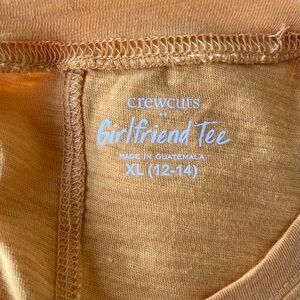 crewcuts
Girlfriend Tee
MADE IN GUATEMALA
XL (12-14)